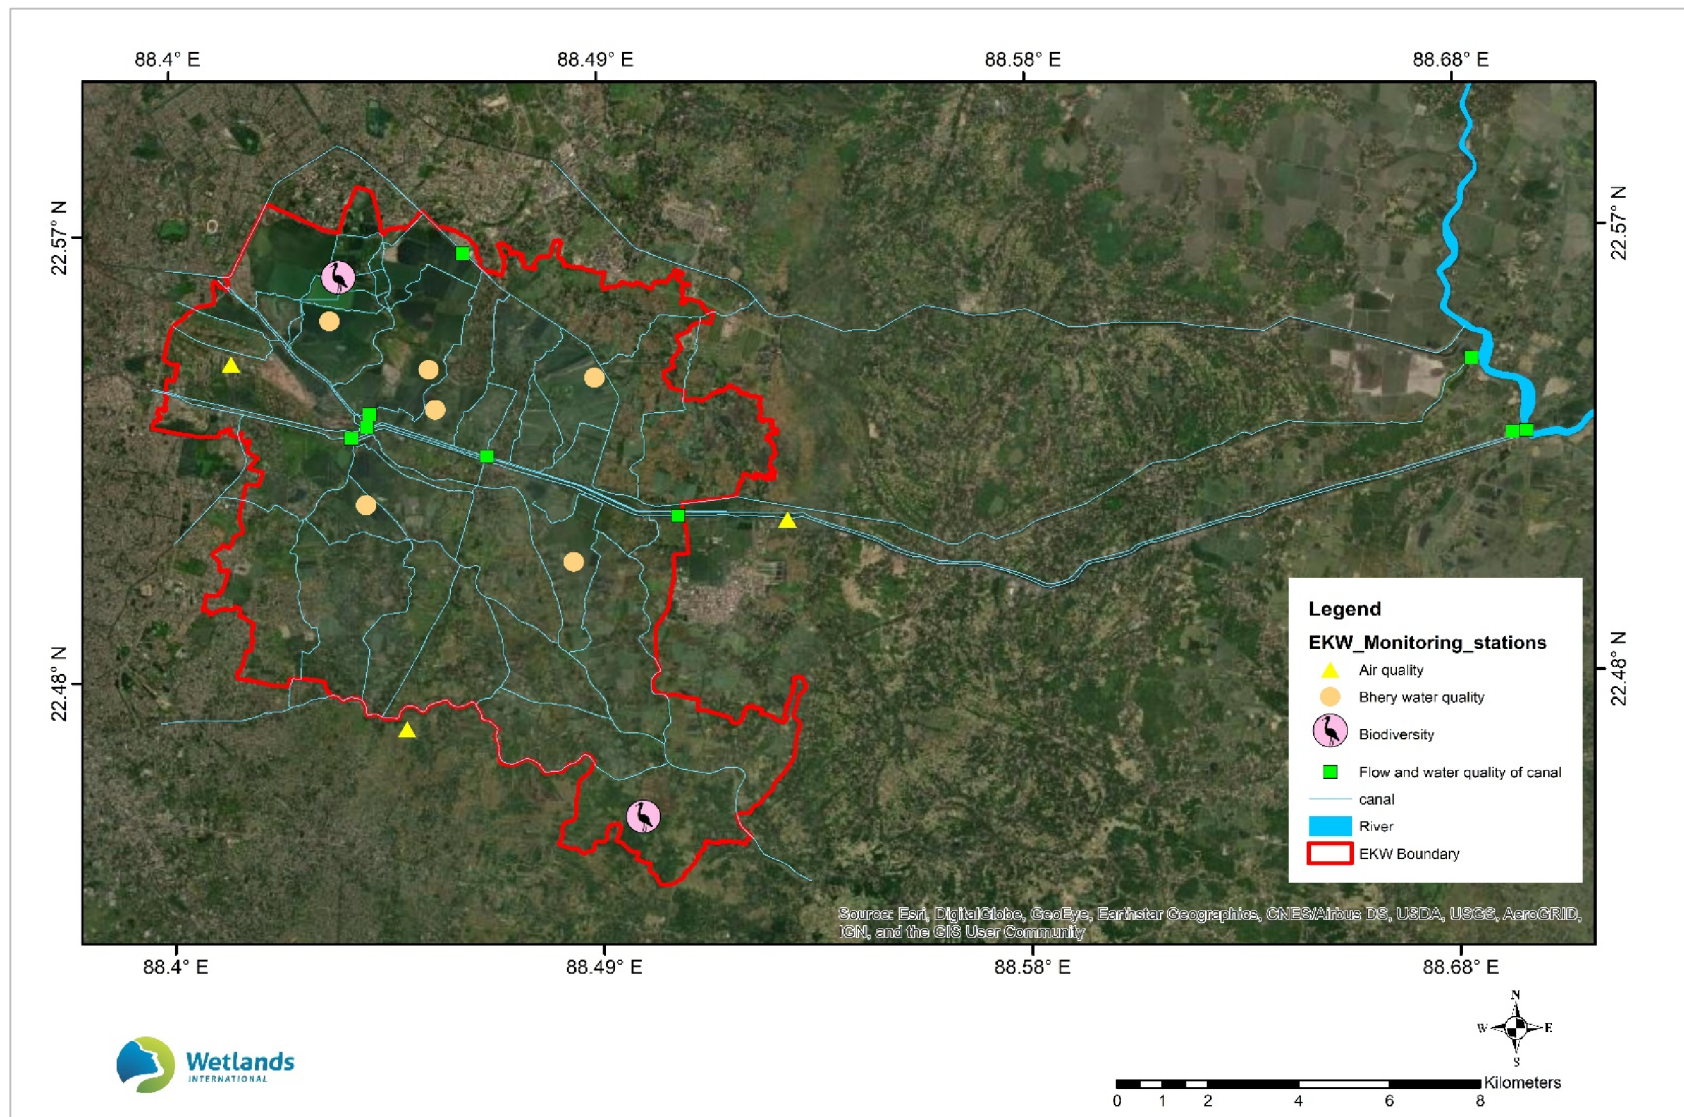 88.4° E 88.49° E 88.58° E 88.68° E
22.57° N
22.57° N
22.48° N
22.48° N
Legend
EKW_Monitoring_stations
Air quality
Bhery water quality
Biodiversity
Flow and water quality of canal
canal
River
EKW Boundary
Source: Esri, DigitalGlobe, GeoEye, Earthstar Geographics, CNES/Airbus DS, USDA, USGS, AeroGRID,
IGN, and the GIS User Community
88.4° E 88.49° E 88.58° E 88.68° E
N
W E
S
Wetlands
INTERNATIONAL
Kilometers
0 1 2 4 6 8